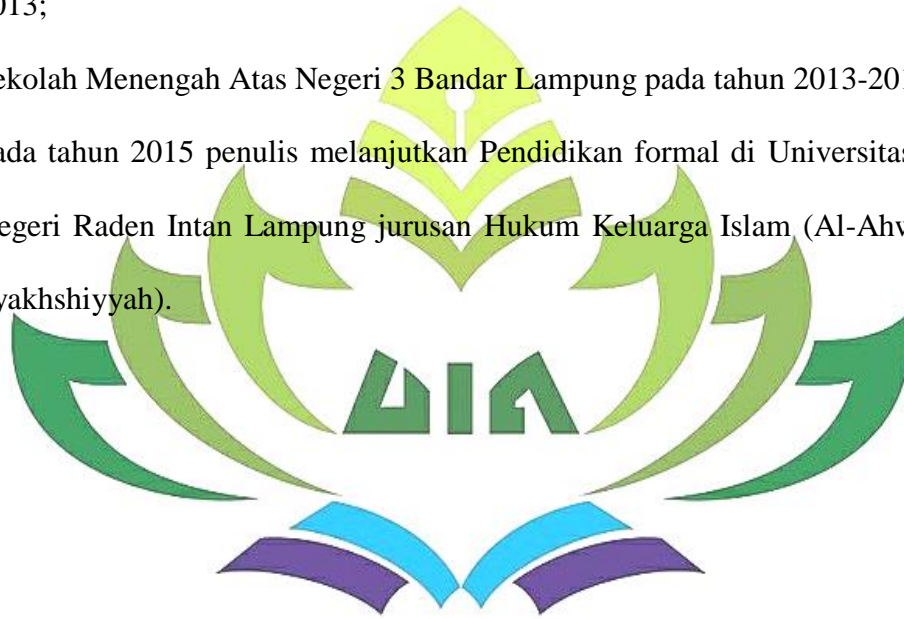 013;
ekolah Menengah Atas Negeri 3 Bandar Lampung pada tahun 2013-201
ada tahun 2015 penulis melanjutkan Pendidikan formal di Universitas
egeri Raden Intan Lampung jurusan Hukum Keluarga Islam (Al-Ahw
yakhshiyyah).
UIN